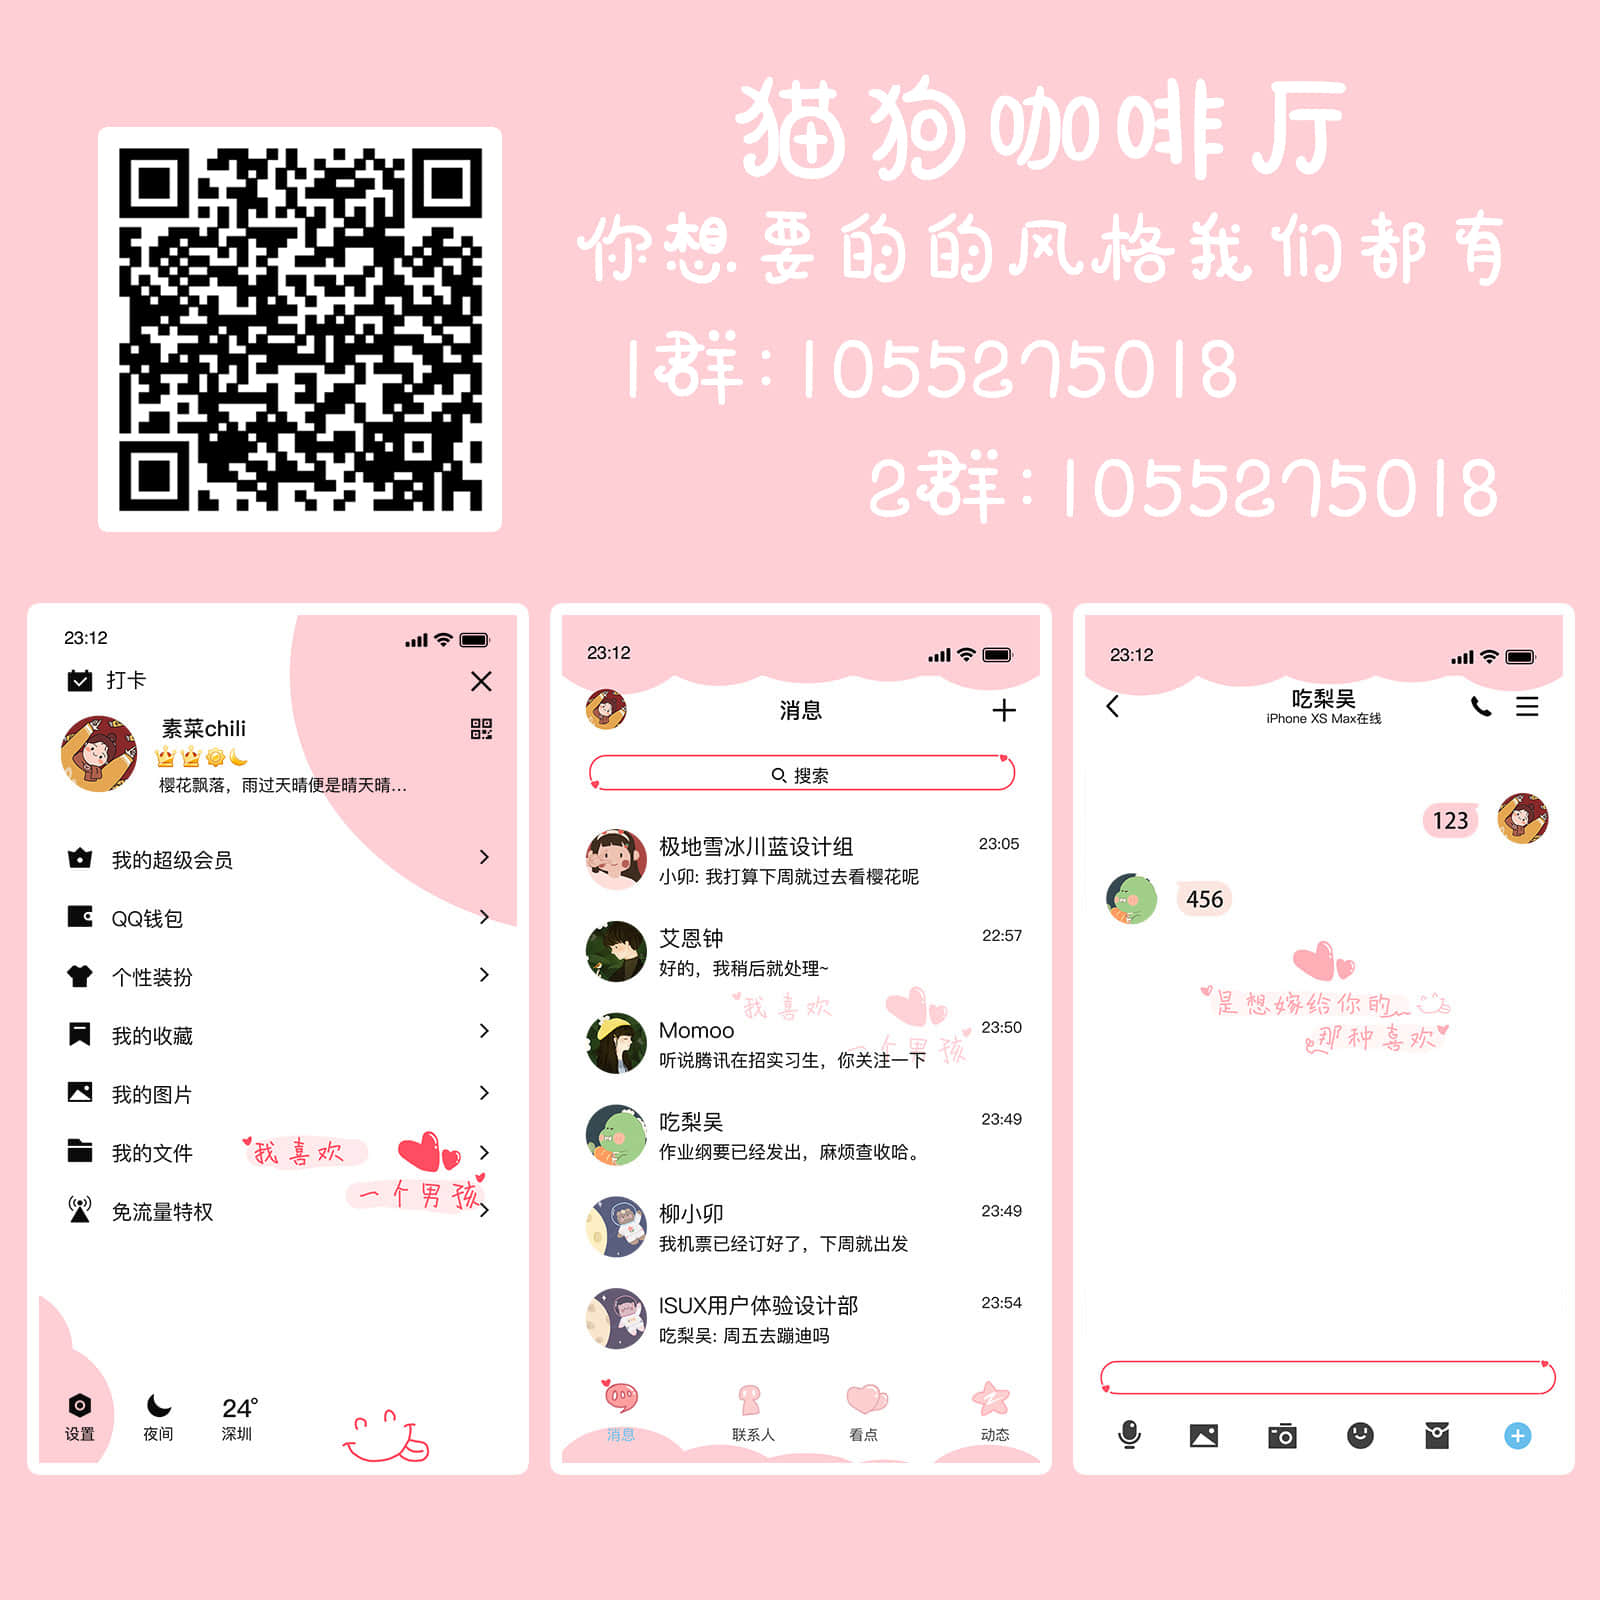 猫狗咖啡厅
你想要的的风格我们都有
1群:1055275018
2群:1055275018
23:12
打卡
素菜chili
樱花飘落，雨过天晴便是晴天晴...
我的超级会员
QQ钱包
个性装扮
我的收藏
我的图片
我的文件
免流量特权
我喜欢
一个男孩
设置
夜间
24°
深圳
23:12
消息
搜索
极地雪冰川蓝设计组
23:05
小卯: 我打算下周就过去看樱花呢
艾恩钟
22:57
好的，我稍后就处理~
我喜欢
一个男孩
Momoo
23:50
听说腾讯在招实习生，你关注一下
吃梨吴
23:49
作业纲要已经发出，麻烦查收哈。
柳小卯
23:49
我机票已经订好了，下周就出发
ISUX用户体验设计部
23:54
吃梨吴: 周五去蹦迪吗
消息
联系人
看点
动态
23:12
吃梨吴
iPhone XS Max在线
123
456
是想嫁给你的
那种喜欢